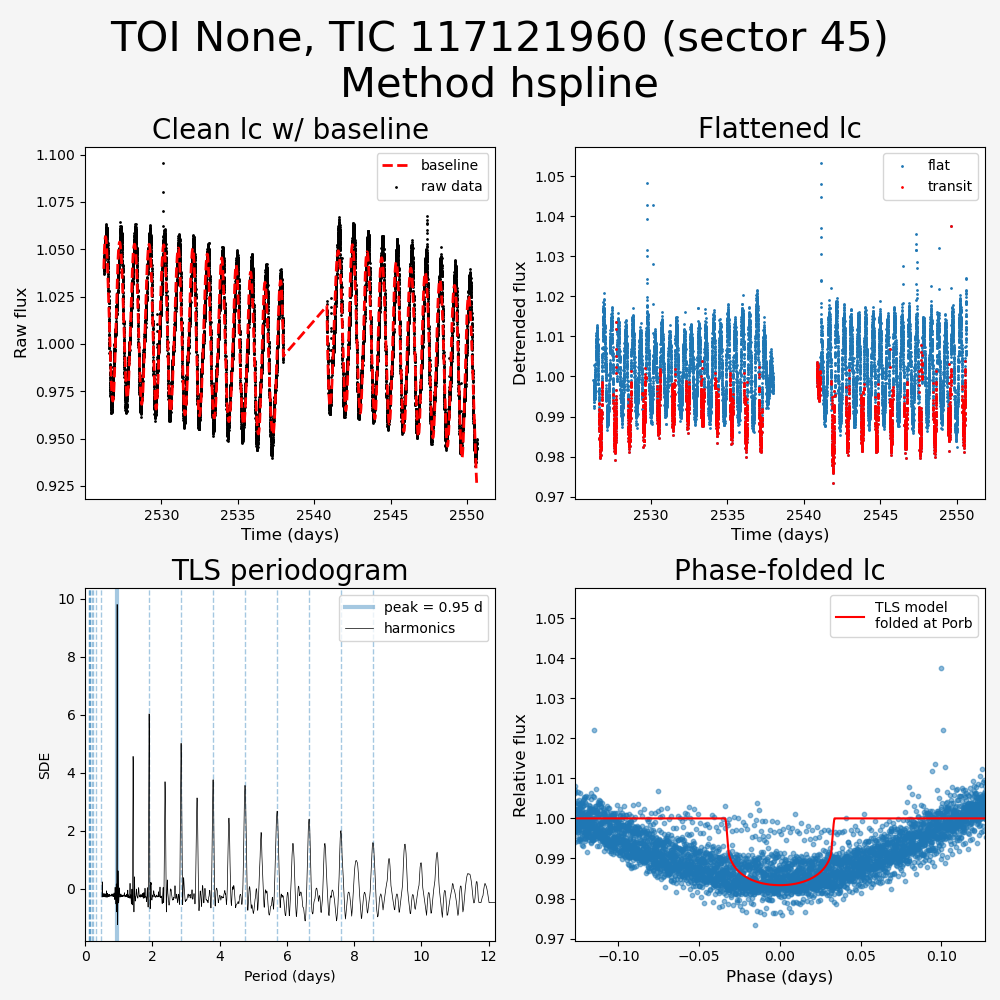 TOI None, TIC 117121960 (sector 45)
Method hspline
Clean lc w/ baseline
Raw flux
1.100
1.075
1.050
1.025
1.000
0.975
0.950
0.925
baseline
raw data
2530
2535
2540
2545
2550
Time (days)
Flattened lc
Detrended flux
1.05
1.04
1.03
1.02
1.01
1.00
0.99
0.98
0.97
flat
transit
2530
2535
2540
2545
2550
Time (days)
TLS periodogram
SDE
10
8
6
4
2
0
peak = 0.95 d
harmonics
0
2
4
6
8
10
12
Period (days)
Phase-folded lc
Relative flux
1.05
1.04
1.03
1.02
1.01
1.00
0.99
0.98
0.97
TLS model
folded at Porb
−0.10
−0.05
0.00
0.05
0.10
Phase (days)